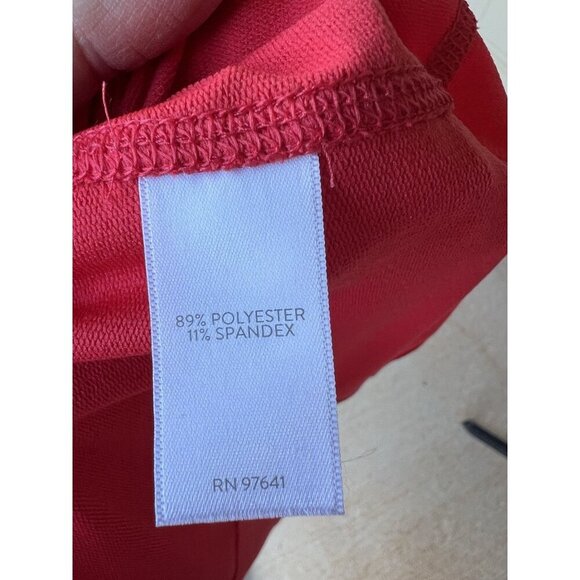 89% POLYESTER
11% SPANDEX
RN 97641